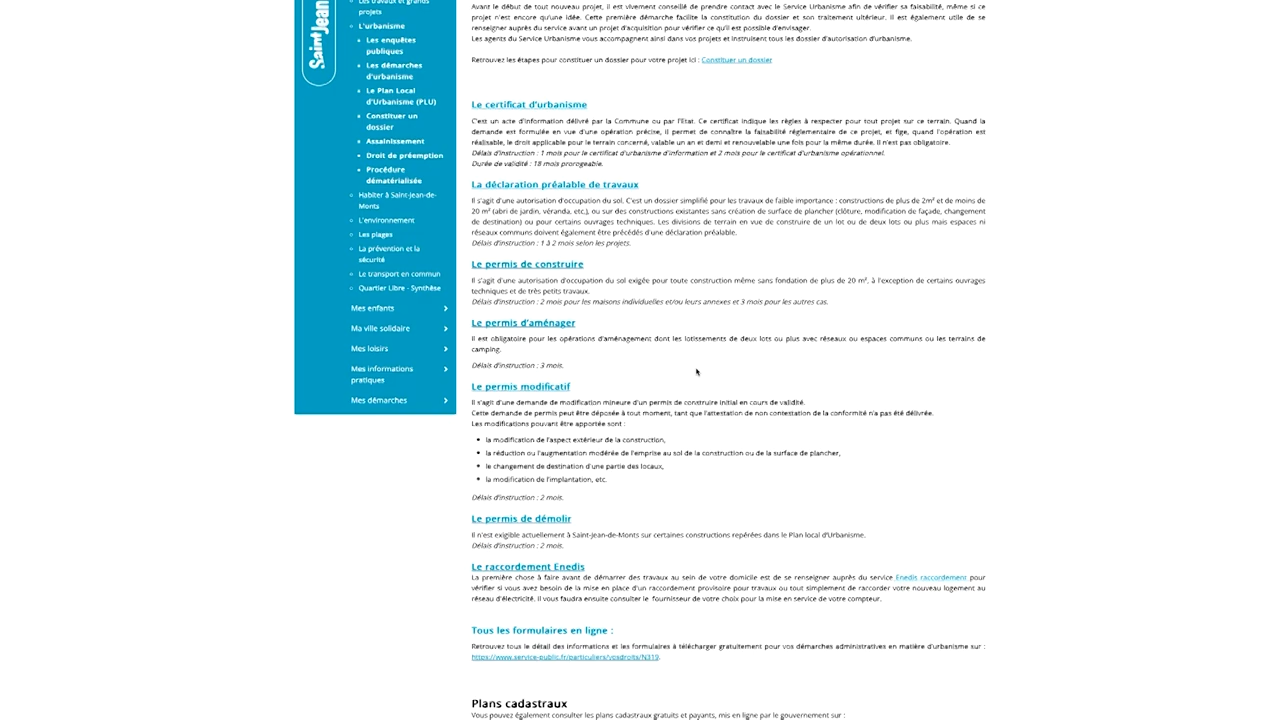 Les travaux et grands
projets
L'urbanisme
Les enquêtes
publiques
Les démarches
d'urbanisme
Le Plan Local
d'Urbanisme (PLU)
Constituer un
dossier
Assainissement
Droit de préemption
Procédure
dématérialisée
Habiter à Saint-Jean-de-
Monts
L'environnement
Les plages
La prévention et la
sécurité
Le transport en commun
Quartier Libre - Synthèse
Mes enfants
Ma ville solidaire
Mes loisirs
Mes informations
pratiques
Mes démarches
Saint Jean
Avant le début de tout nouveau projet, il est vivement conseillé de prendre contact avec le Service Urbanisme afin de vérifier sa faisabilité, même si ce
projet n'est encore qu'une idée. Cette première démarche facilite la constitution du dossier et son traitement ultérieur. Il est également utile de se
renseigner auprès du service avant un projet d'acquisition pour vérifier ce qu'il est possible d'envisager.
Les agents du Service Urbanisme vous accompagnent ainsi dans vos projets et instruisent tous les dossier d'autorisation d'urbanisme.
Retrouvez les étapes pour constituer un dossier pour votre projet ici : Constituer un dossier
Le certificat d'urbanisme
C'est un acte d'information délivré par la Commune ou par l'Etat. Ce certificat indique les règles à respecter pour tout projet sur ce terrain. Quand la
demande est formulée en vue d'une opération précise, il permet de connaître la faisabilité réglementaire de ce projet, et fige, quand l'opération est
réalisable, le droit applicable pour le terrain concerné, valable un an et demi et renouvelable une fois pour la même durée. Il n'est pas obligatoire.
Délais d'instruction : 1 mois pour le certificat d'urbanisme d'information et 2 mois pour le certificat d'urbanisme opérationnel.
Durée de validité : 18 mois prorogeable.
La déclaration préalable de travaux
Il s'agit d'une autorisation d'occupation du sol. C'est un dossier simplifié pour les travaux de faible importance : constructions de plus de 2m² et de moins de
20 m² (abri de jardin, véranda, etc.), ou sur des constructions existantes sans création de surface de plancher (clôture, modification de façade, changement
de destination) ou pour certains ouvrages techniques. Les divisions de terrain en vue de construire de un lot ou de deux lots ou plus mais espaces ni
réseaux communs doivent également être précédés d'une déclaration préalable.
Délais d'instruction : 1 à 2 mois selon les projets.
Le permis de construire
Il s'agit d'une autorisation d'occupation du sol exigée pour toute construction même sans fondation de plus de 20 m², à l'exception de certains ouvrages
techniques et de très petits travaux.
Délais d'instruction : 2 mois pour les maisons individuelles et/ou leurs annexes et 3 mois pour les autres cas.
Le permis d'aménager
Il est obligatoire pour les opérations d'aménagement dont les lotissements de deux lots ou plus avec réseaux ou espaces communs ou les terrains de
camping.
Délais d'instruction : 3 mois.
Le permis modificatif
Il s'agit d'une demande de modification mineure d'un permis de construire initial en cours de validité.
Cette demande de permis peut être déposée à tout moment, tant que l'attestation de non contestation de la conformité n'a pas été délivrée.
Les modifications pouvant être apportée sont :
la modification de l'aspect extérieur de la construction,
la réduction ou l'augmentation modérée de l'emprise au sol de la construction ou de la surface de plancher,
le changement de destination d'une partie des locaux,
la modification de l'implantation, etc.
Délais d'instruction : 2 mois.
Le permis de démolir
Il n'est exigible actuellement à Saint-Jean-de-Monts sur certaines constructions repérées dans le Plan local d'Urbanisme.
Délais d'instruction : 2 mois.
Le raccordement Enedis
La première chose à faire avant de démarrer des travaux au sein de votre domicile est de se renseigner auprès du service Enedis raccordement pour
vérifier si vous avez besoin de la mise en place d'un raccordement provisoire pour travaux ou tout simplement de raccorder votre nouveau logement au
réseau d'électricité. Il vous faudra ensuite consulter le fournisseur de votre choix pour la mise en service de votre compteur.
Tous les formulaires en ligne :
Retrouvez tous le détail des informations et les formulaires à télécharger gratuitement pour vos démarches administratives en matière d'urbanisme sur :
https://www.service-public.fr/particuliers/vosdroits/N319.
Plans cadastraux
Vous pouvez également consulter les plans cadastraux gratuits et payants, mis en ligne par le gouvernement sur :